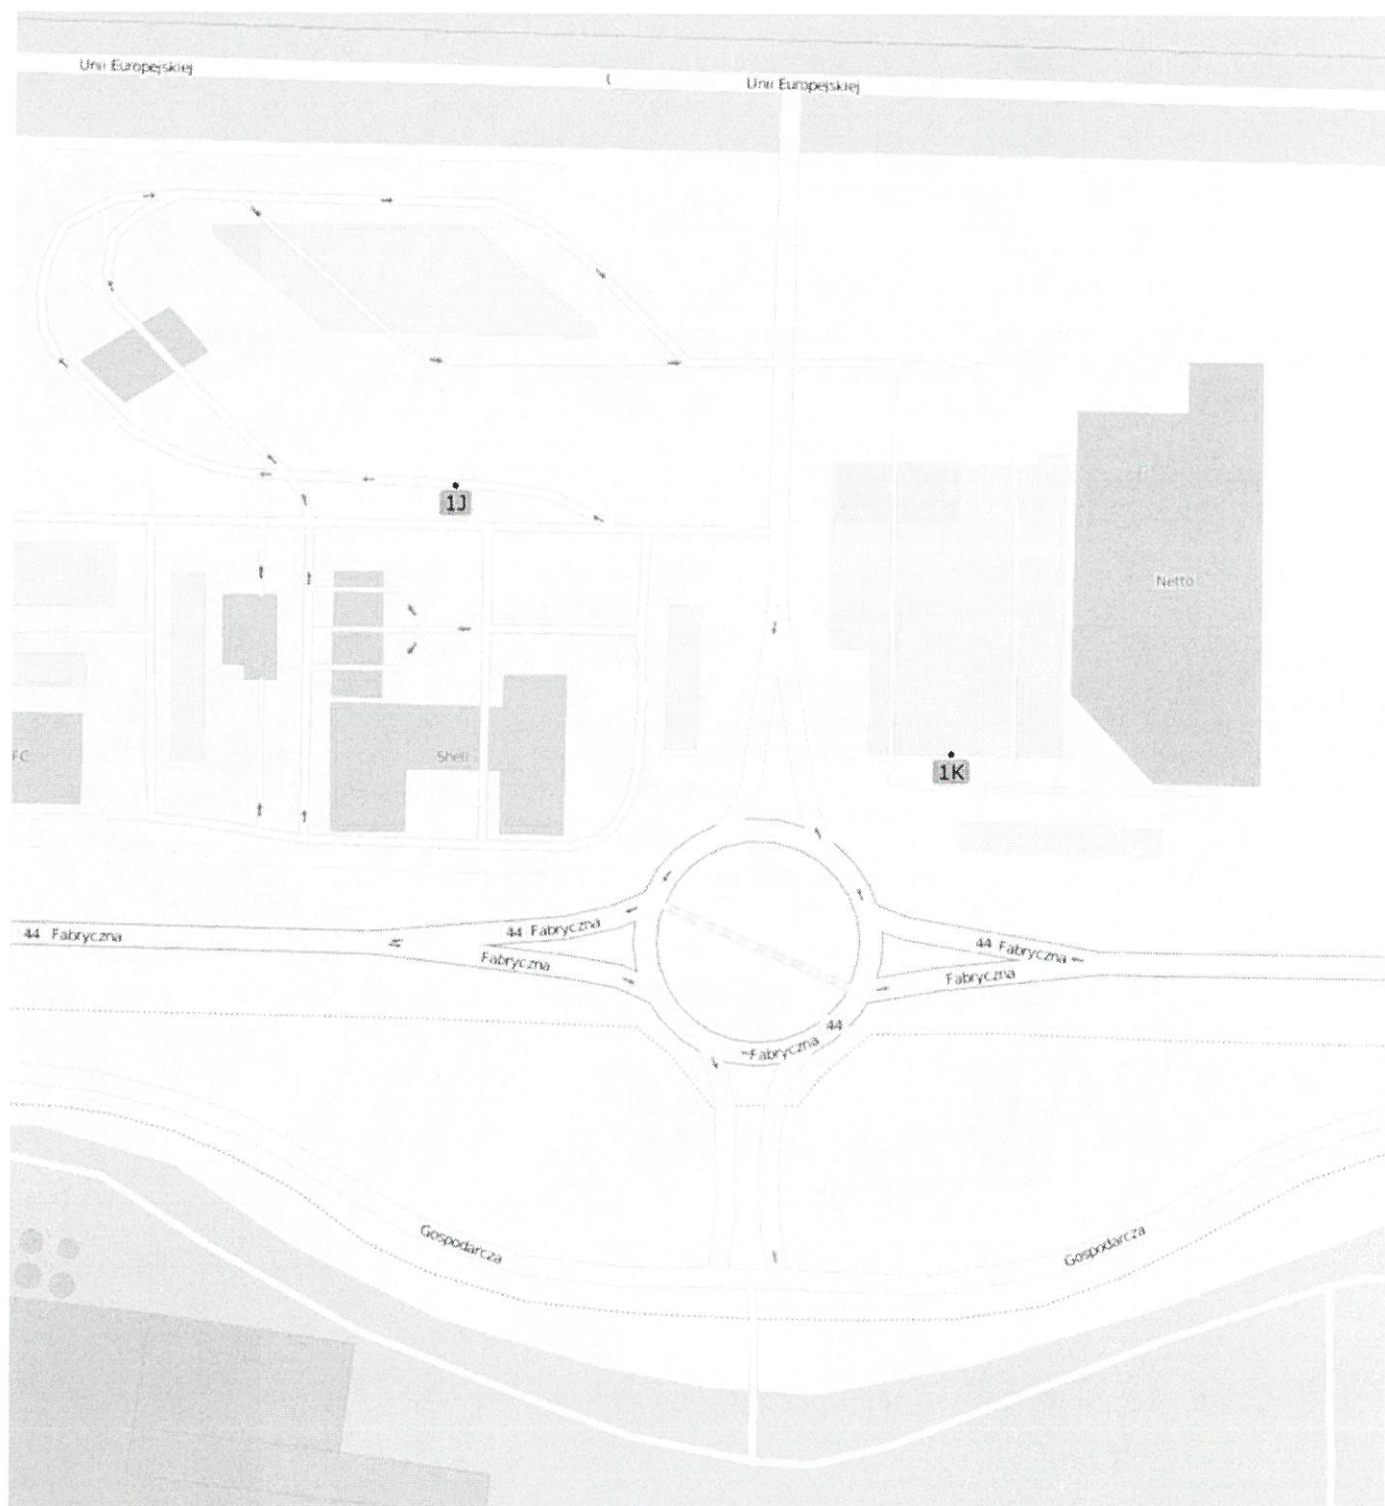 Unii Europejskiej
Unii Europejskiej
1J
Netto
FC
Shell
1K
44 Fabryczna
44 Fabryczna
Fabryczna
44 Fabryczna
Fabryczna
44
Fabryczna
Gospodarcza
Gospodarcza